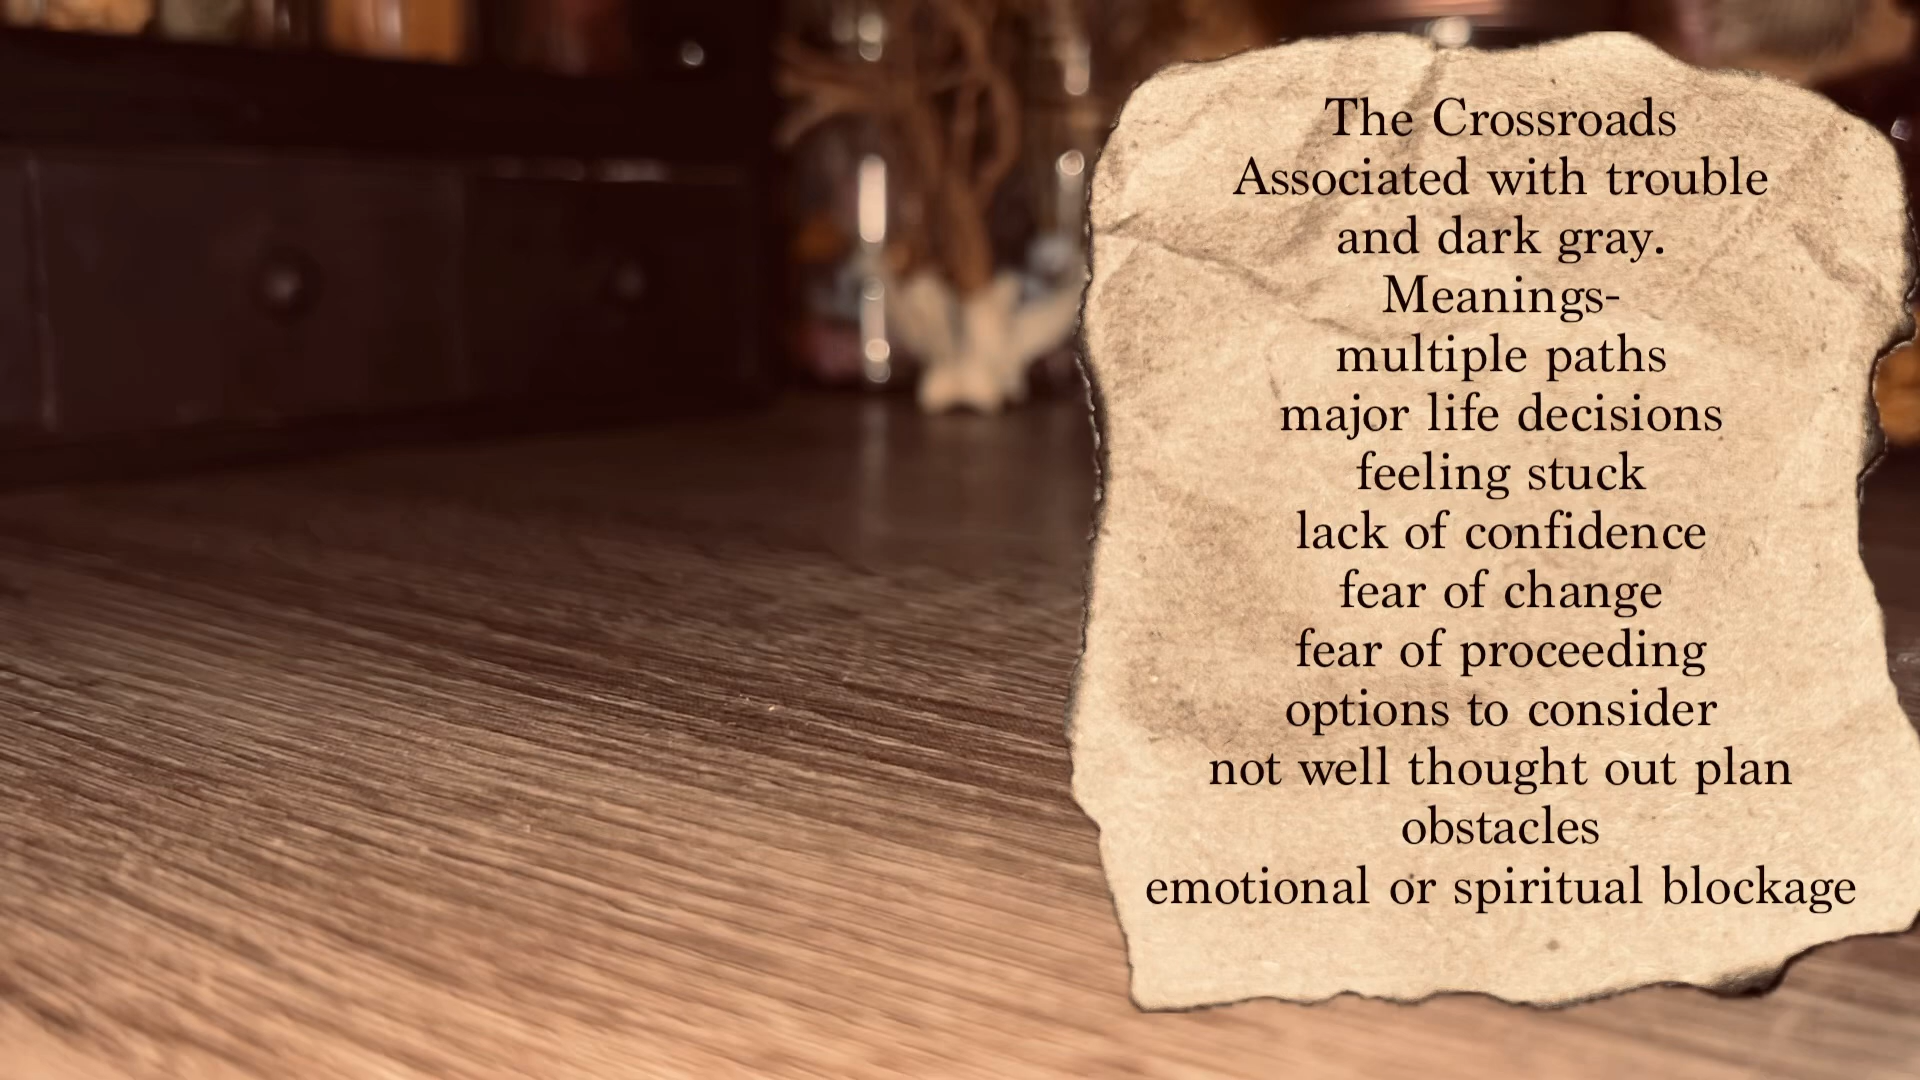 The Crossroads
Associated with trouble
and dark gray.
Meanings-
multiple paths
major life decisions
feeling stuck
lack of confidence
fear of change
fear of proceeding
options to consider
not well thought out plan
obstacles
emotional or spiritual blockage